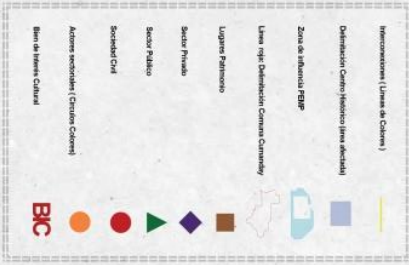 Interconexiones ( Líneas de Colores )
Delimitación Centro Histórico (área afectada)
Zona de influencia PEMP
Línea roja: Delimitación Comuna Cumanday
Lugares Patrimonio
Sector Privado
Sector Público
Sociedad Civil
Actores sectoriales ( Círculos Colores)
Bien de Interés Cultural
BIC